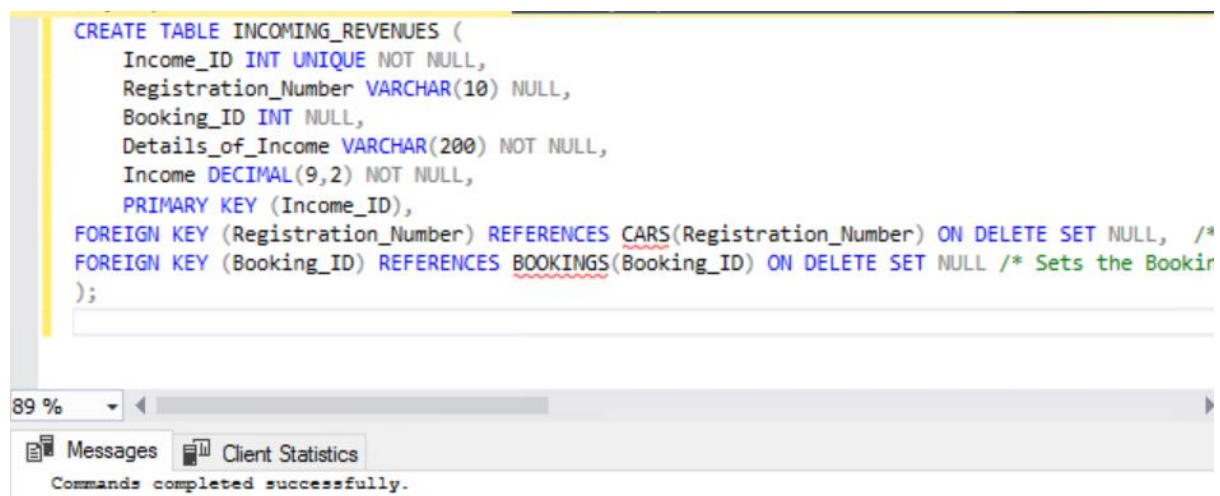 CREATE TABLE INCOMING_REVENUES (
Income_ID INT UNIQUE NOT NULL,
Registration_Number VARCHAR(10) NULL,
Booking_ID INT NULL,
Details_of_Income VARCHAR(200) NOT NULL,
Income DECIMAL(9,2) NOT NULL,
PRIMARY KEY (Income_ID),
FOREIGN KEY (Registration_Number) REFERENCES CARS(Registration_Number) ON DELETE SET NULL, /*
FOREIGN KEY (Booking_ID) REFERENCES BOOKINGS(Booking_ID) ON DELETE SET NULL /* Sets the Bookin
);
89 %
Messages Client Statistics
Commands completed successfully.